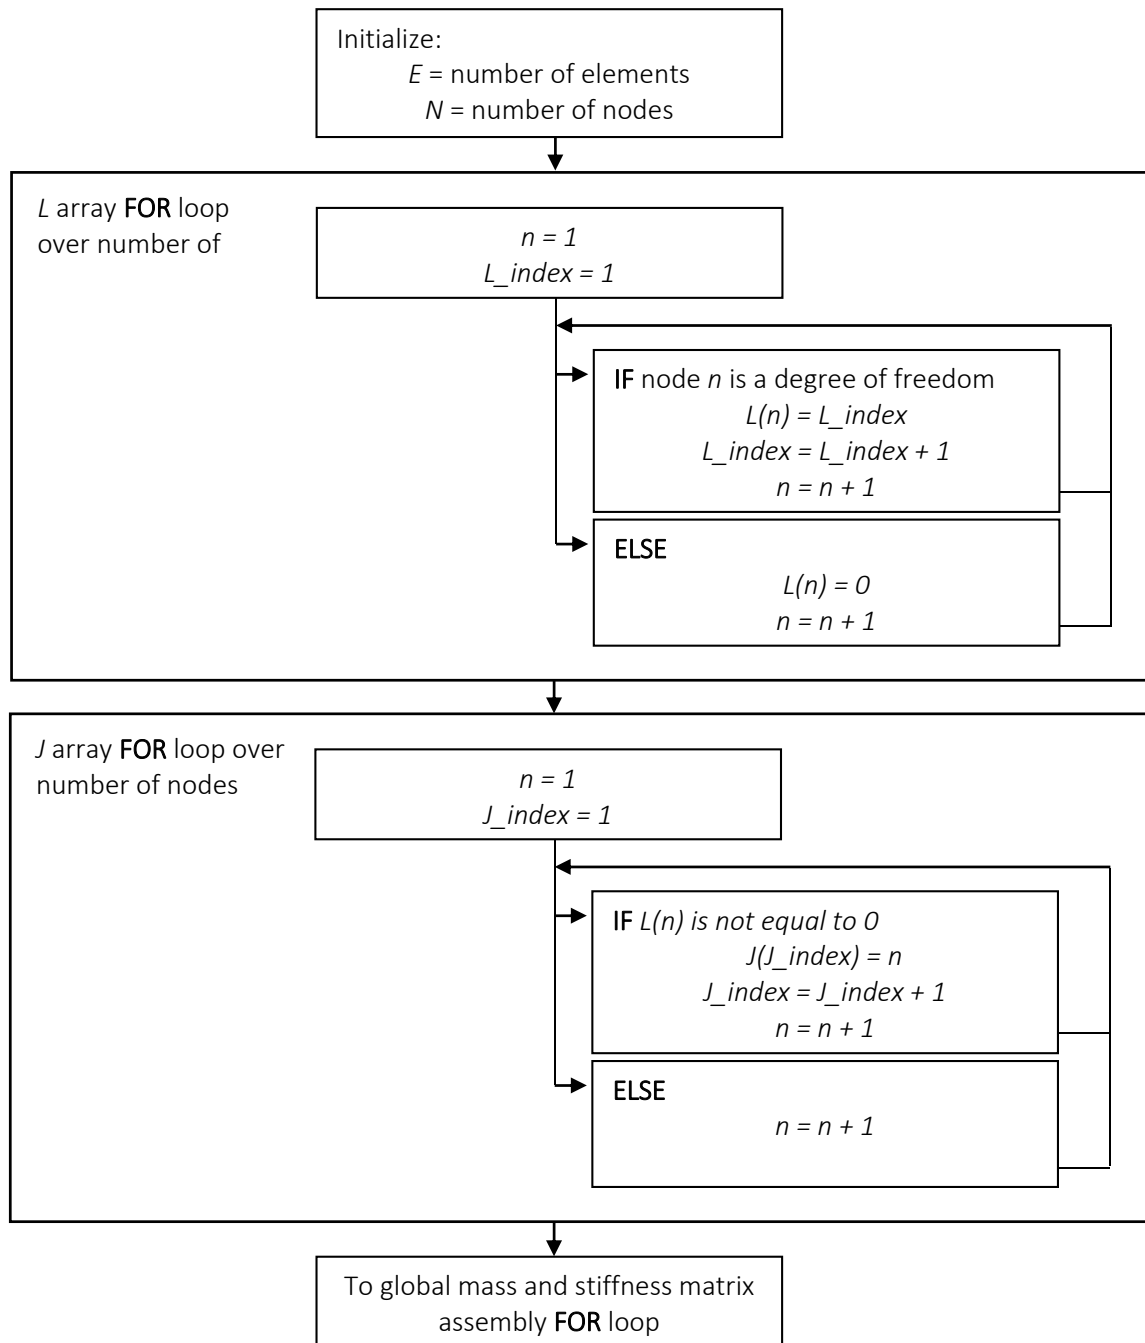 Initialize:
E = number of elements
N = number of nodes
L array FOR loop
over number of
n = 1
L_index = 1
IF node n is a degree of freedom
L(n) = L_index
L_index = L_index + 1
n = n + 1
ELSE
L(n) = 0
n = n + 1
J array FOR loop over
number of nodes
n = 1
J_index = 1
IF L(n) is not equal to 0
J(J_index) = n
J_index = J_index + 1
n = n + 1
ELSE
n = n + 1
To global mass and stiffness matrix
assembly FOR loop